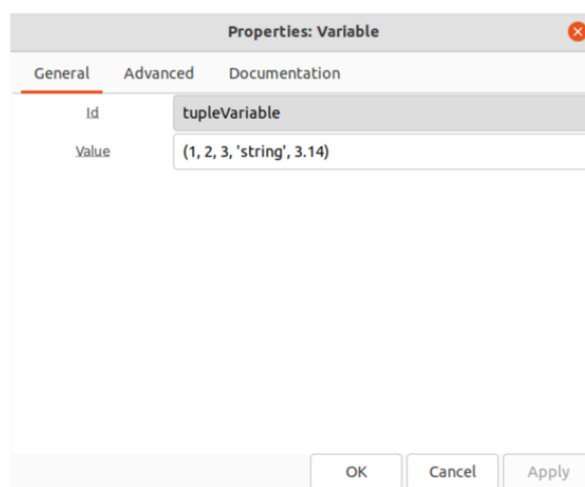 Properties: Variable
General Advanced Documentation
Id tupleVariable
Value (1, 2, 3, 'string', 3.14)
OK Cancel Apply